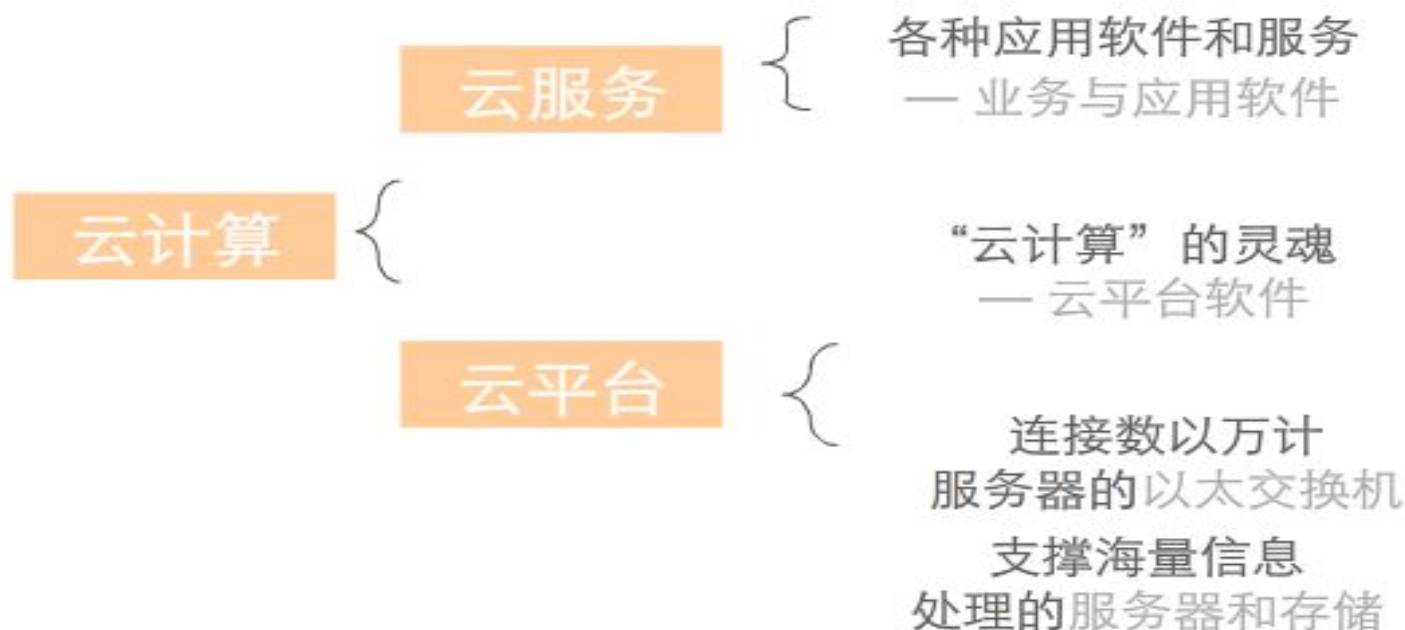 云计算
云服务
各种应用软件和服务
— 业务与应用软件
云平台
“云计算”的灵魂
— 云平台软件
连接数以万计
服务器的以太交换机
支撑海量信息
处理的服务器和存储